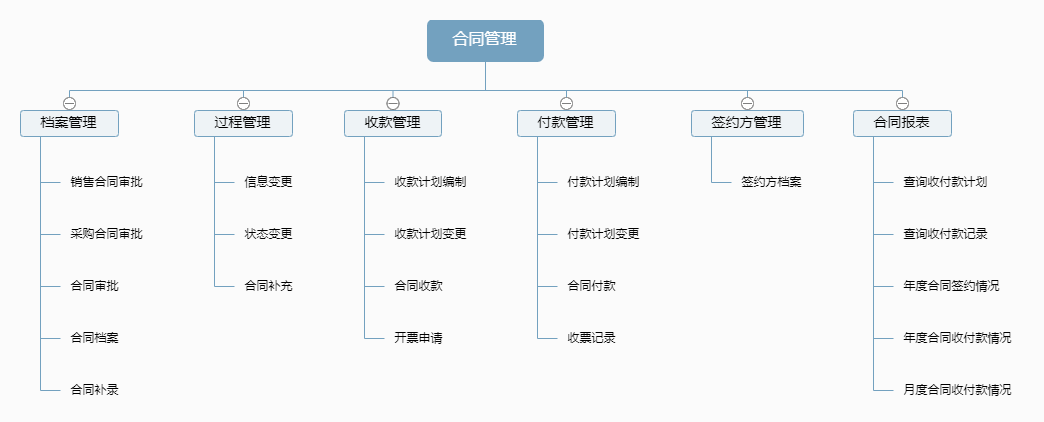 合同管理
档案管理
销售合同审批
采购合同审批
合同审批
合同档案
合同补录
过程管理
信息变更
状态变更
合同补充
收款管理
收款计划编制
收款计划变更
合同收款
开票申请
付款管理
付款计划编制
付款计划变更
合同付款
收票记录
签约方管理
签约方档案
合同报表
查询收付款计划
查询收付款记录
年度合同签约情况
年度合同收付款情况
月度合同收付款情况